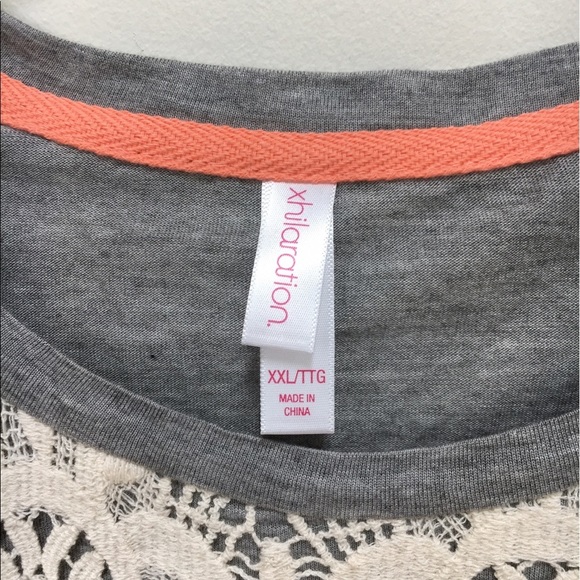 xhilaration.
XXL/TTG
MADE IN
CHINA